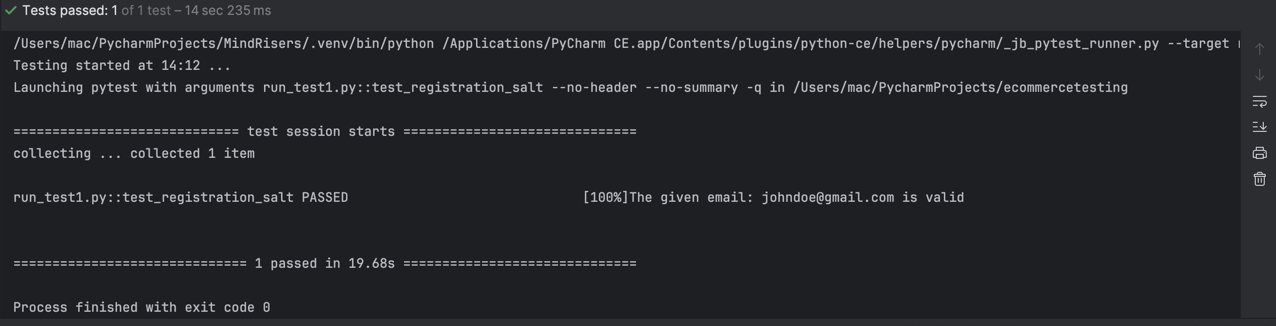 Tests passed: 1 of 1 test – 14 sec 235 ms
/Users/mac/PycharmProjects/MindRisers/.venv/bin/python /Applications/PyCharm CE.app/Contents/plugins/python-ce/helpers/pycharm/_jb_pytest_runner.py --target
Testing started at 14:12 ...
Launching pytest with arguments run_test1.py::test_registration_salt --no-header --no-summary -q in /Users/mac/PycharmProjects/ecommercetesting
============================= test session starts ==============================
collecting ... collected 1 item
run_test1.py::test_registration_salt PASSED [100%]The given email: johndoe@gmail.com is valid
============================== 1 passed in 19.68s ==============================
Process finished with exit code 0